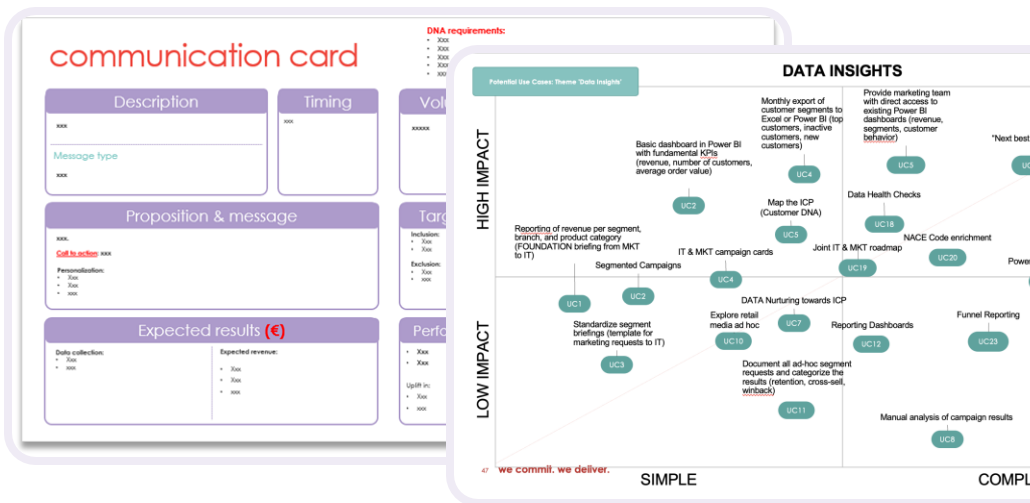 communication card
DNA requirements:
• Xxx
• Xxx
• Xxx
• Xxx
• xxx
Description
xxx
Message type
xxx
Timing
xxx
Volu
xxxxx
Proposition & message
xxx.
Call to action: xxx
Personalization:
• Xxx
• Xxx
• xxx
Targ
Inclusion:
• Xxx
• Xxx
Exclusion:
• Xxx
• xxx
Expected results (€)
Data collection:
• Xxx
• xxx
Expected revenue:
• Xxx
• Xxx
• xxx
Perfo
• Xxx
• Xxx
Uplift in:
• Xxx
• xxx
Potential Use Cases: Theme 'Data Insights'
DATA INSIGHTS
HIGH IMPACT
LOW IMPACT
Monthly export of
customer segments to
Excel or Power BI (top
customers, inactive
customers, new
customers)
UC4
Provide marketing team
with direct access to
existing Power BI
dashboards (revenue,
segments, customer
behavior)
UC5
"Next best
UC
Basic dashboard in Power BI
with fundamental KPIs
(revenue, number of customers,
average order value)
UC2
Map the ICP
(Customer DNA)
UC5
Data Health Checks
UC18
Reporting of revenue per segment,
branch, and product category
(FOUNDATION briefing from MKT
to IT)
UC1
Segmented Campaigns
UC2
IT & MKT campaign cards
UC4
Joint IT & MKT roadmap
UC19
NACE Code enrichment
UC20
Power
DATA Nurturing towards ICP
UC7
Standardize segment
briefings (template for
marketing requests to IT)
UC3
Explore retail
media ad hoc
UC10
Reporting Dashboards
UC12
Funnel Reporting
UC23
Document all ad-hoc segment
requests and categorize the
results (retention, cross-sell,
winback)
UC11
Manual analysis of campaign results
UC8
47 we commit. we deliver.
SIMPLE
COMPL